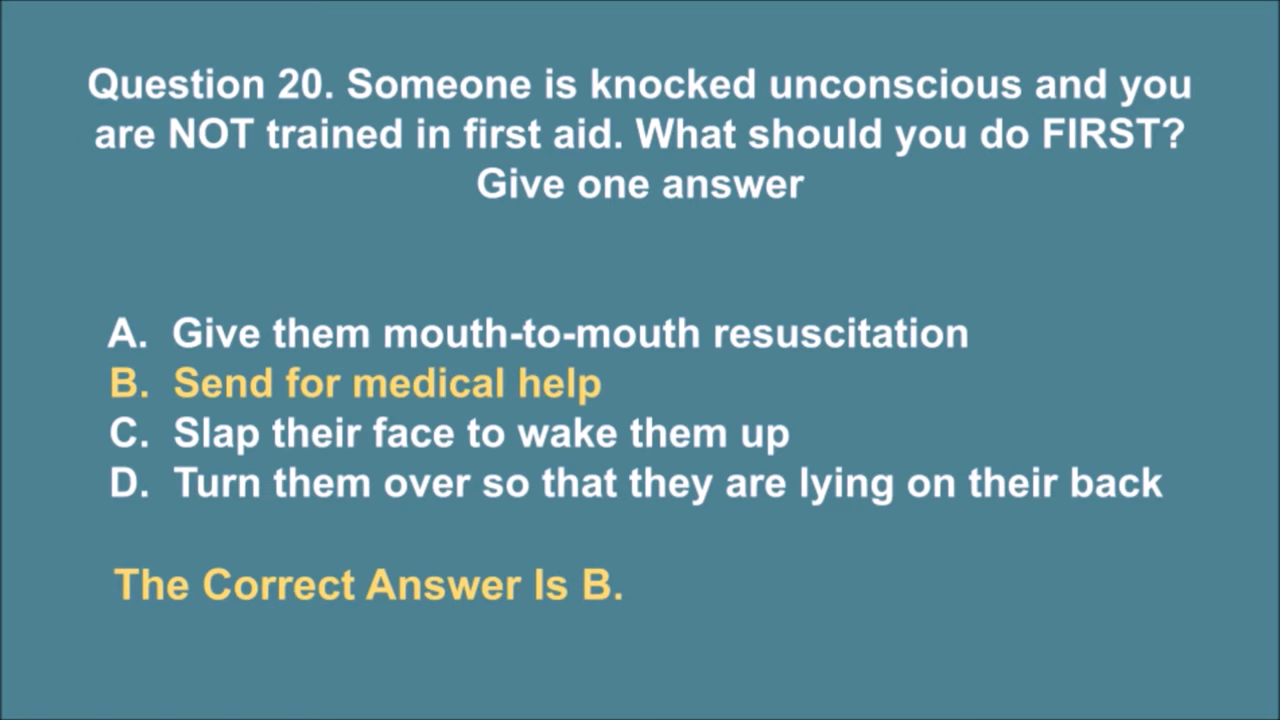 Question 20. Someone is knocked unconscious and you
are NOT trained in first aid. What should you do FIRST?
Give one answer
A. Give them mouth-to-mouth resuscitation
B. Send for medical help
C. Slap their face to wake them up
D. Turn them over so that they are lying on their back
The Correct Answer Is B.